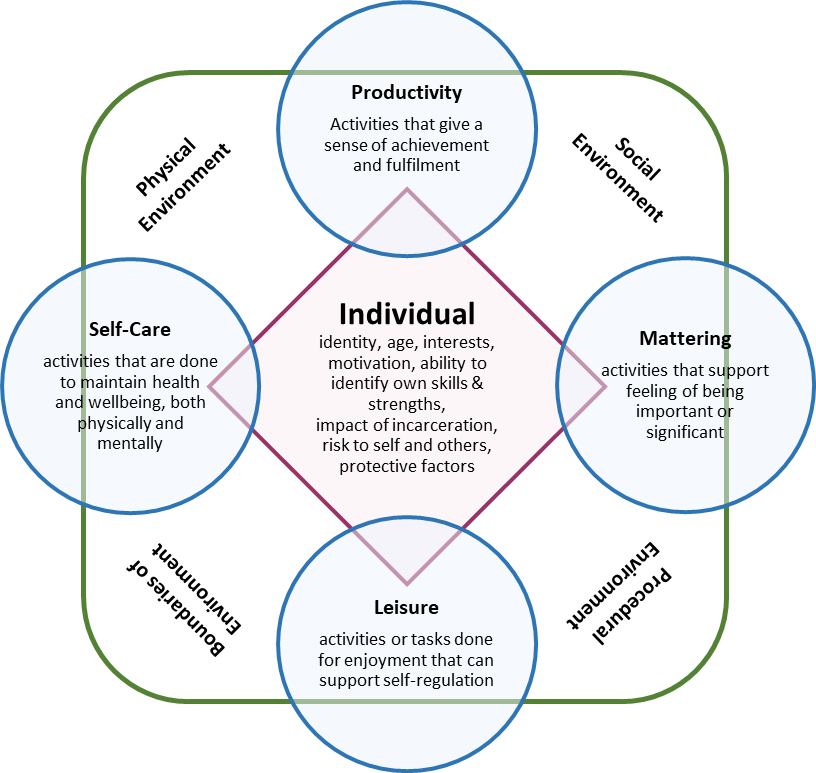 Productivity
Activities that give a
sense of achievement
and fulfilment
Physical
Environment
Social
Environment
Self-Care
activities that are done
to maintain health
and wellbeing, both
physically and
mentally
Individual
identity, age, interests,
motivation, ability to
identify own skills &
strengths,
impact of incarceration,
risk to self and others,
protective factors
Mattering
activities that support
feeling of being
important or
significant
Boundaries of
Environment
Procedural
Environment
Leisure
activities or tasks done
for enjoyment that can
support self-regulation